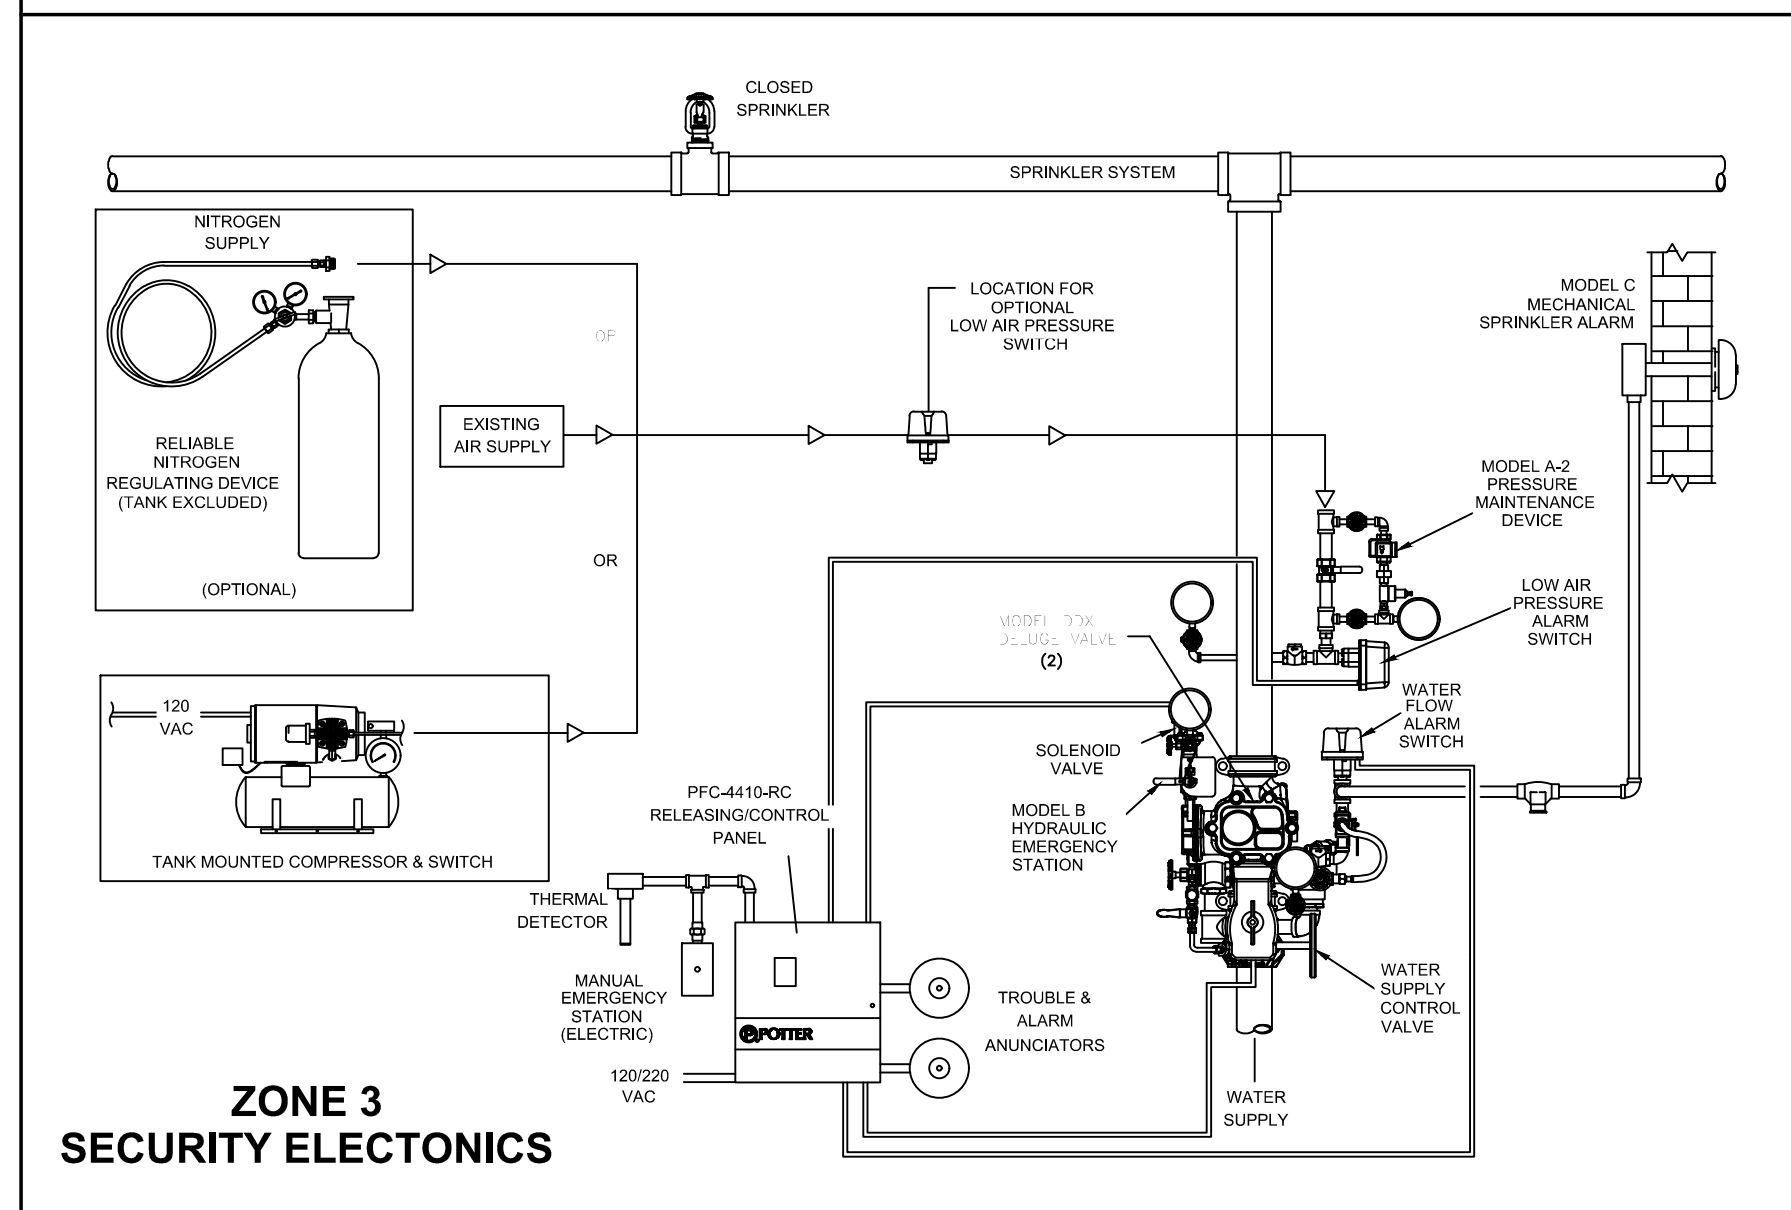 CLOSED
SPRINKLER
SPRINKLER SYSTEM
NITROGEN
SUPPLY
RELIABLE
NITROGEN
REGULATING DEVICE
(TANK EXCLUDED)
(OPTIONAL)
OR
EXISTING
AIR SUPPLY
OR
LOCATION FOR
OPTIONAL
LOW AIR PRESSURE
SWITCH
MODEL C
MECHANICAL
SPRINKLER ALARM
MODEL A-2
PRESSURE
MAINTENANCE
DEVICE
LOW AIR
PRESSURE
ALARM
SWITCH
MODEL DDX
DELUGE VALVE
(2)
WATER
FLOW
ALARM
SWITCH
120
VAC
TANK MOUNTED COMPRESSOR & SWITCH
SOLENOID
VALVE
MODEL B
HYDRAULIC
EMERGENCY
STATION
PFC-4410-RC
RELEASING/CONTROL
PANEL
THERMAL
DETECTOR
MANUAL
EMERGENCY
STATION
(ELECTRIC)
POTTER
120/220
VAC
TROUBLE &
ALARM
ANUNCIATORS
WATER
SUPPLY
CONTROL
VALVE
WATER
SUPPLY
ZONE 3
SECURITY ELECTONICS